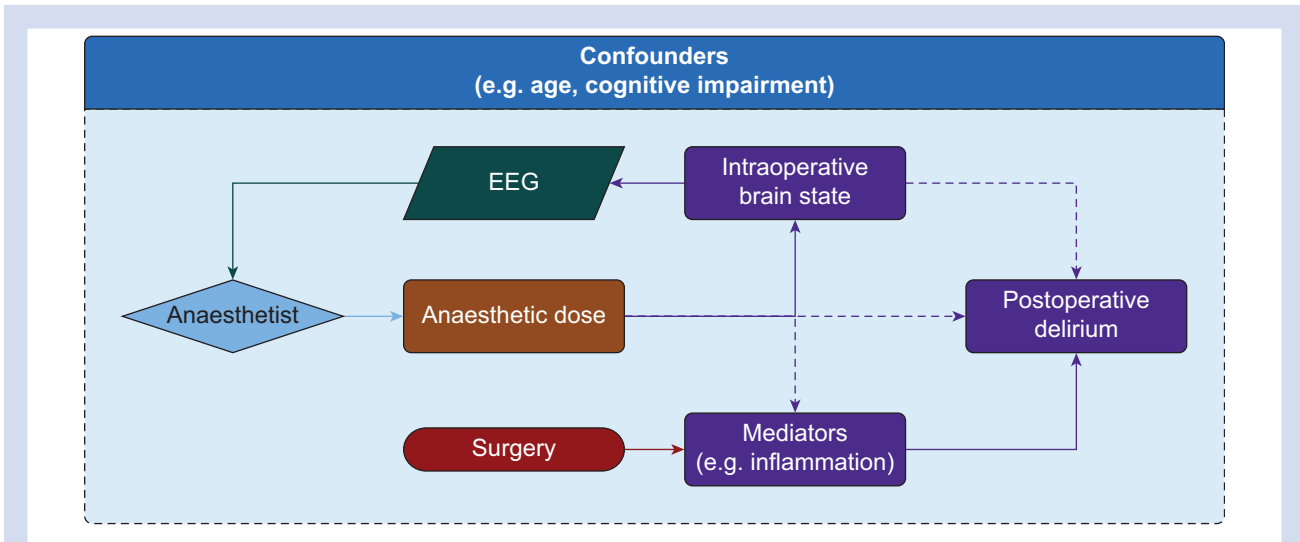 Confounders
(e.g. age, cognitive impairment)
EEG
Intraoperative
brain state
Anaesthetist
Anaesthetic dose
Postoperative
delirium
Surgery
Mediators
(e.g. inflammation)